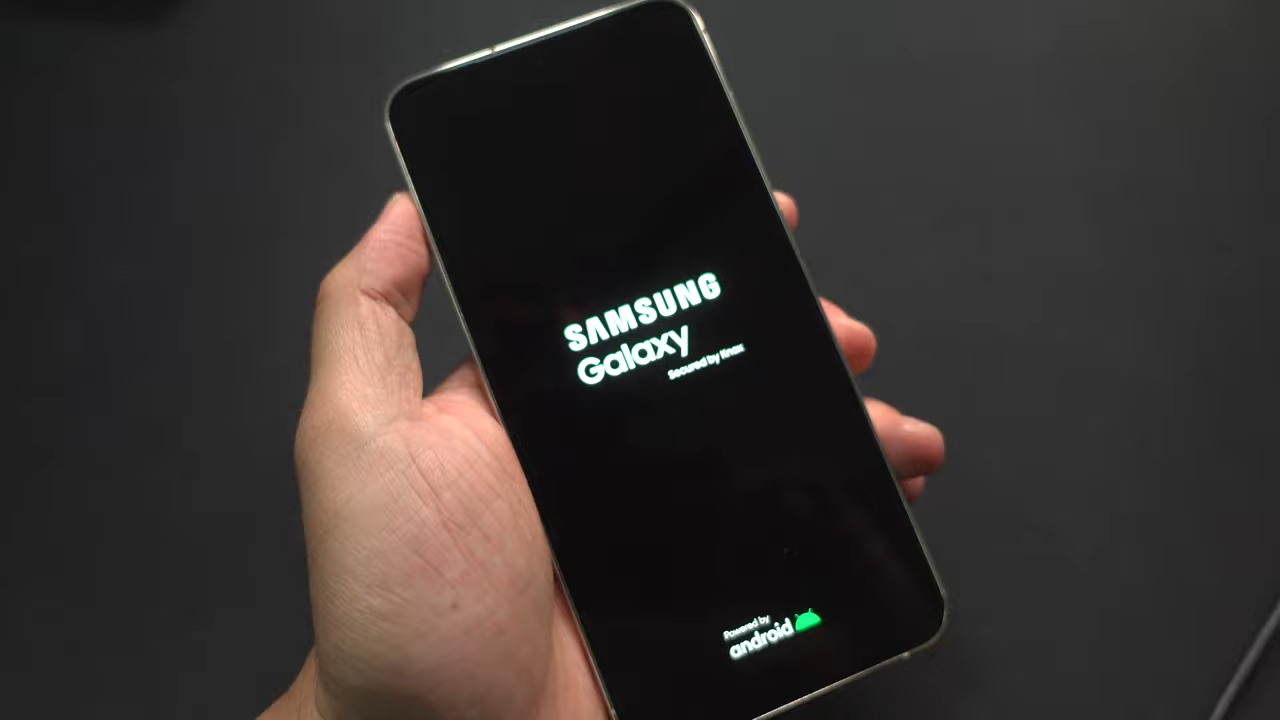 SAMSUNG
Galaxy
Secured by Knox
Powered by
android